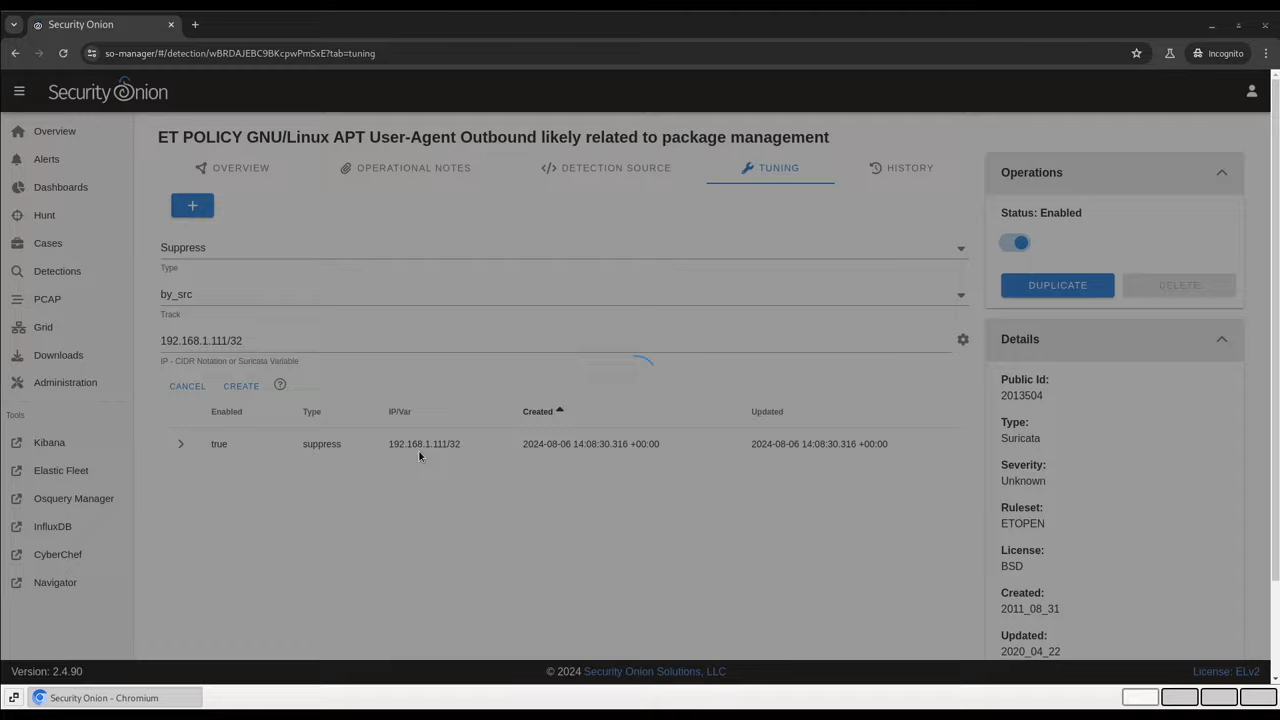 Security Onion
so-manager/#/detection/wBRDAJEBC9BKcpwPmSxE?tab=tuning
Incognito
Security Onion
Overview
Alerts
Dashboards
Hunt
Cases
Detections
PCAP
Grid
Downloads
Administration
Tools
Kibana
Elastic Fleet
Osquery Manager
InfluxDB
CyberChef
Navigator
ET POLICY GNU/Linux APT User-Agent Outbound likely related to package management
OVERVIEW
OPERATIONAL NOTES
DETECTION SOURCE
TUNING
HISTORY
+
Suppress
Type
by_src
Track
192.168.1.111/32
IP - CIDR Notation or Suricata Variable
CANCEL CREATE ?
Enabled Type IP/Var Created Updated
true suppress 192.168.1.111/32 2024-08-06 14:08:30.316 +00:00 2024-08-06 14:08:30.316 +00:00
Operations
Status: Enabled
DUPLICATE DELETE
Details
Public Id:
2013504
Type:
Suricata
Severity:
Unknown
Ruleset:
ETOPEN
License:
BSD
Created:
2011_08_31
Updated:
2020_04_22
Version: 2.4.90
© 2024 Security Onion Solutions, LLC
License: ELv2
Security Onion - Chromium